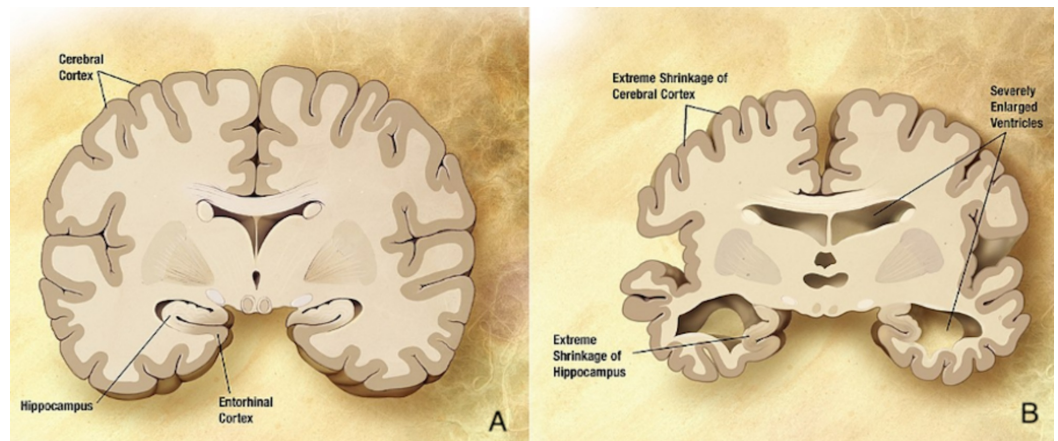 Cerebral
Cortex
Hippocampus
Entorhinal
Cortex
A
Extreme Shrinkage of
Cerebral Cortex
Severely
Enlarged
Ventricles
Extreme
Shrinkage of
Hippocampus
B